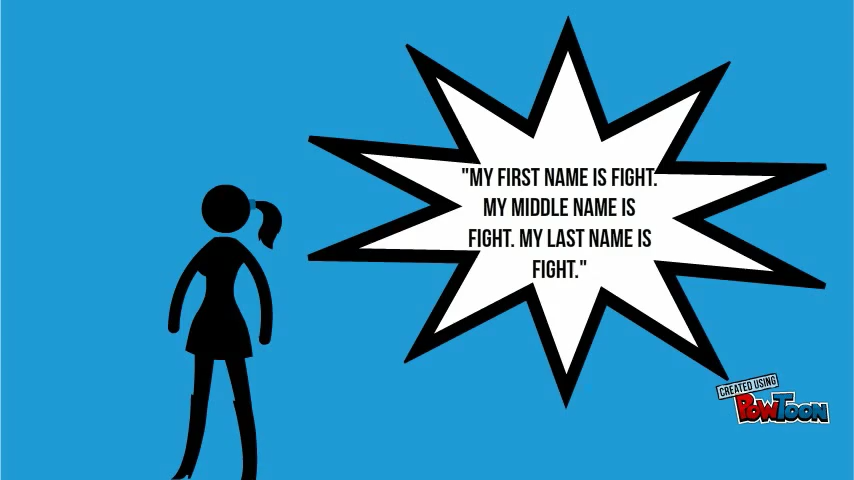 "MY FIRST NAME IS FIGHT.
MY MIDDLE NAME IS
FIGHT. MY LAST NAME IS
FIGHT."
CREATED USING
POWTOON